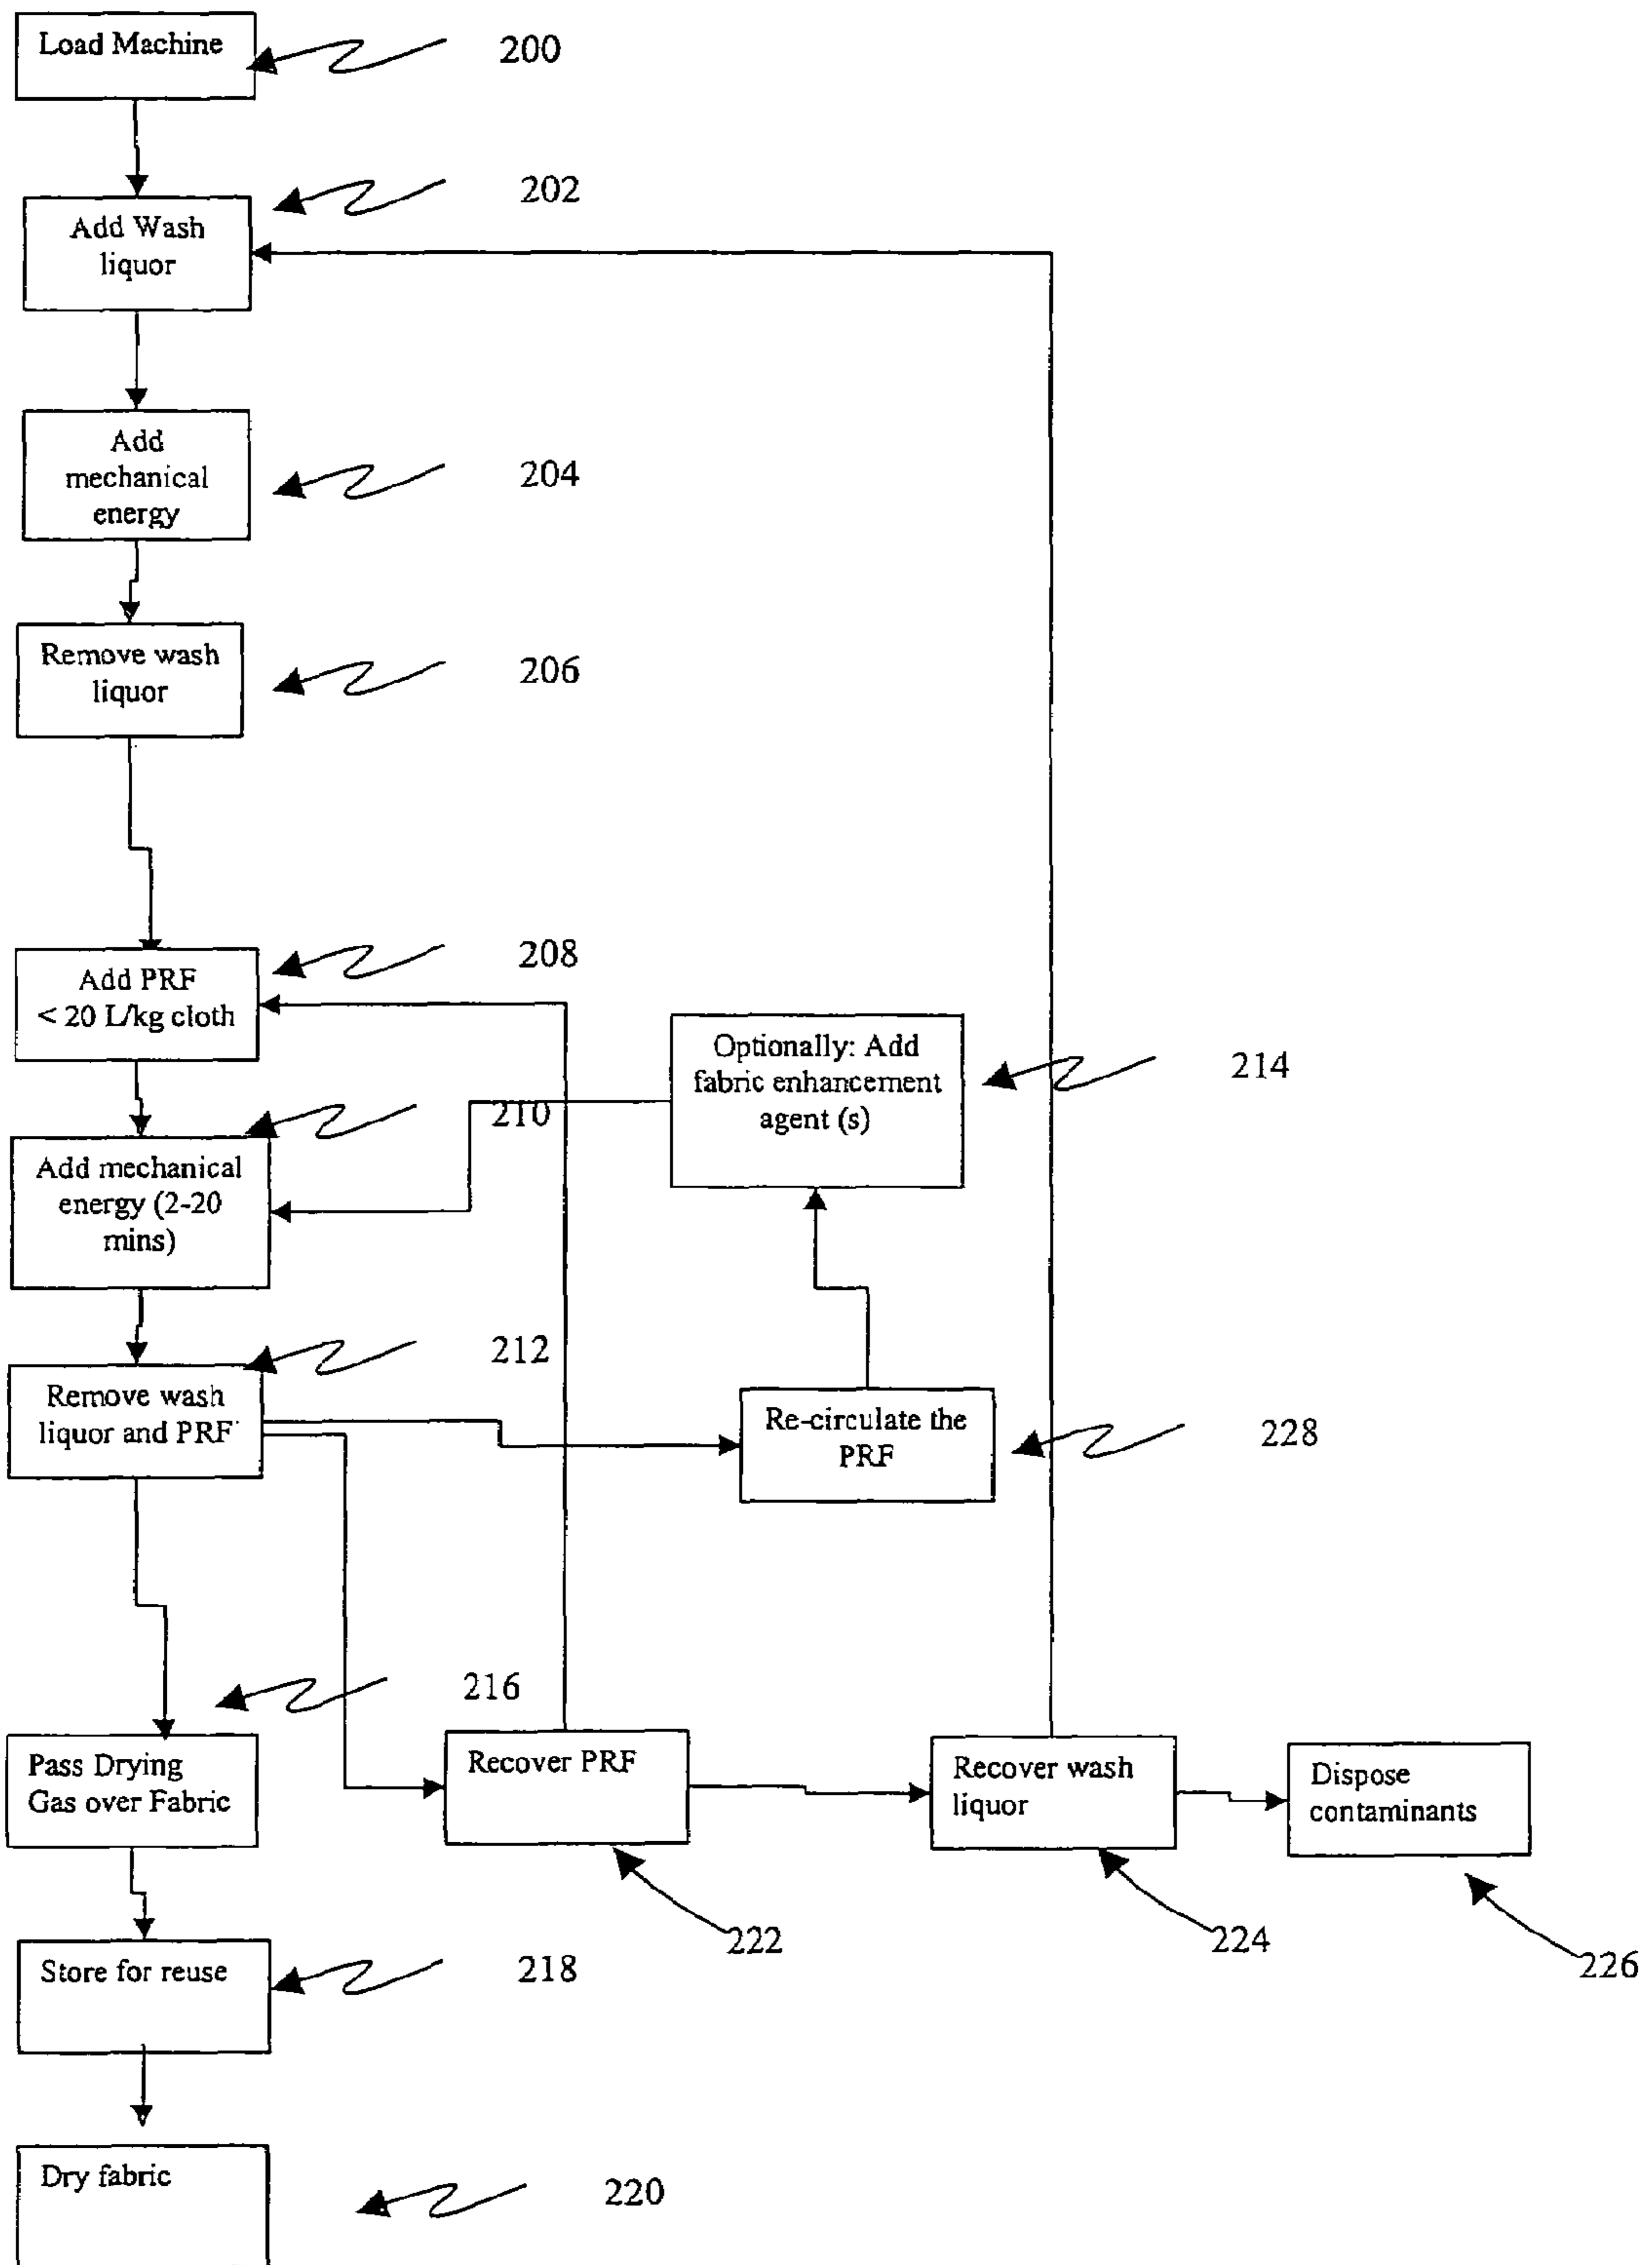 Load Machine
200
202
Add Wash
liquor
Add
mechanical
energy
204
Remove wash
liquor
206
208
Add PRF
< 20 L/kg cloth
Optionally: Add
fabric enhancement
agent (s)
214
210
Add mechanical
energy (2-20
mins)
212
Remove wash
liquor and PRF
Re-circulate the
PRF
228
216
Pass Drying
Gas over Fabric
Recover PRF
Recover wash
liquor
Dispose
contaminants
222
224
226
Store for reuse
218
Dry fabric
220